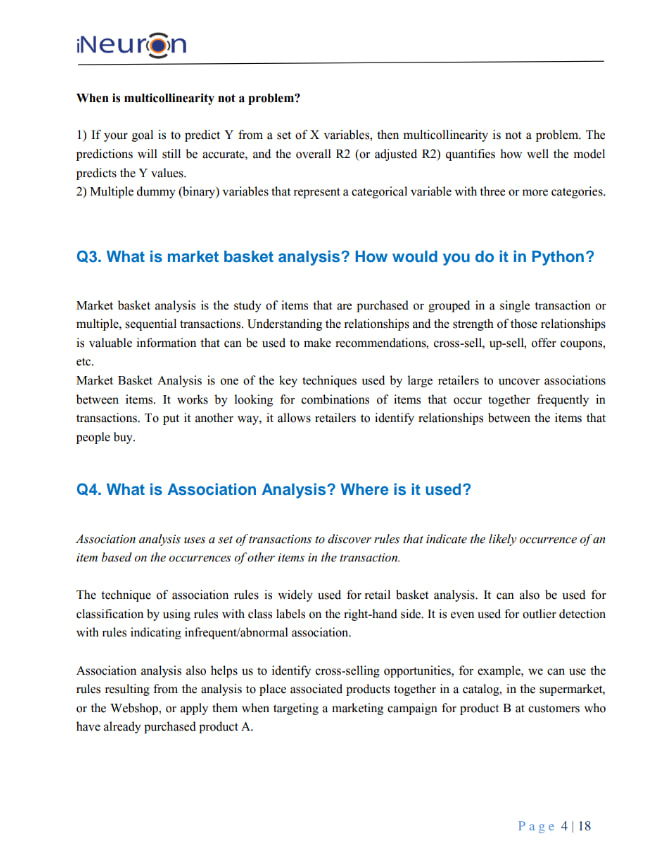 iNeuron
When is multicollinearity not a problem?
1) If your goal is to predict Y from a set of X variables, then multicollinearity is not a problem. The
predictions will still be accurate, and the overall R2 (or adjusted R2) quantifies how well the model
predicts the Y values.
2) Multiple dummy (binary) variables that represent a categorical variable with three or more categories.
Q3. What is market basket analysis? How would you do it in Python?
Market basket analysis is the study of items that are purchased or grouped in a single transaction or
multiple, sequential transactions. Understanding the relationships and the strength of those relationships
is valuable information that can be used to make recommendations, cross-sell, up-sell, offer coupons,
etc.
Market Basket Analysis is one of the key techniques used by large retailers to uncover associations
between items. It works by looking for combinations of items that occur together frequently in
transactions. To put it another way, it allows retailers to identify relationships between the items that
people buy.
Q4. What is Association Analysis? Where is it used?
Association analysis uses a set of transactions to discover rules that indicate the likely occurrence of an
item based on the occurrences of other items in the transaction.
The technique of association rules is widely used for retail basket analysis. It can also be used for
classification by using rules with class labels on the right-hand side. It is even used for outlier detection
with rules indicating infrequent/abnormal association.
Association analysis also helps us to identify cross-selling opportunities, for example, we can use the
rules resulting from the analysis to place associated products together in a catalog, in the supermarket,
or the Webshop, or apply them when targeting a marketing campaign for product B at customers who
have already purchased product A.
Page 4 | 18